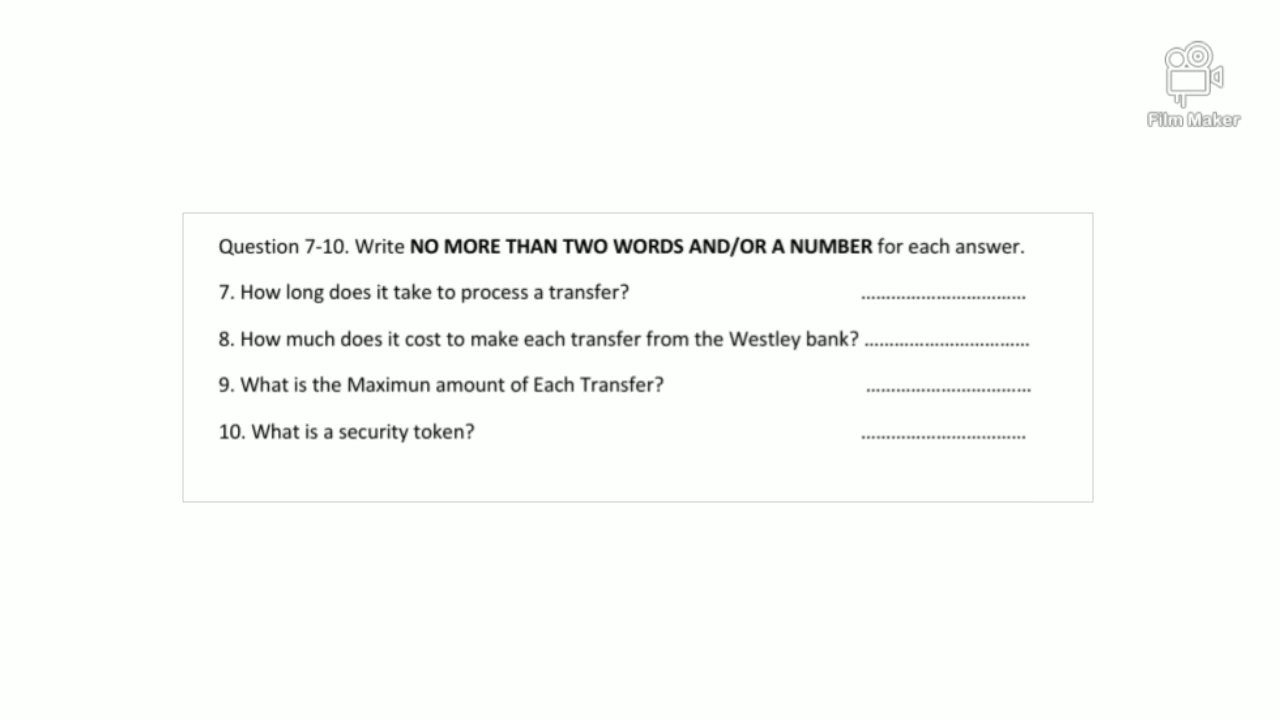 Film Maker
Question 7-10. Write NO MORE THAN TWO WORDS AND/OR A NUMBER for each answer.
7. How long does it take to process a transfer? .................................
8. How much does it cost to make each transfer from the Westley bank? .................................
9. What is the Maximun amount of Each Transfer? .................................
10. What is a security token? .................................